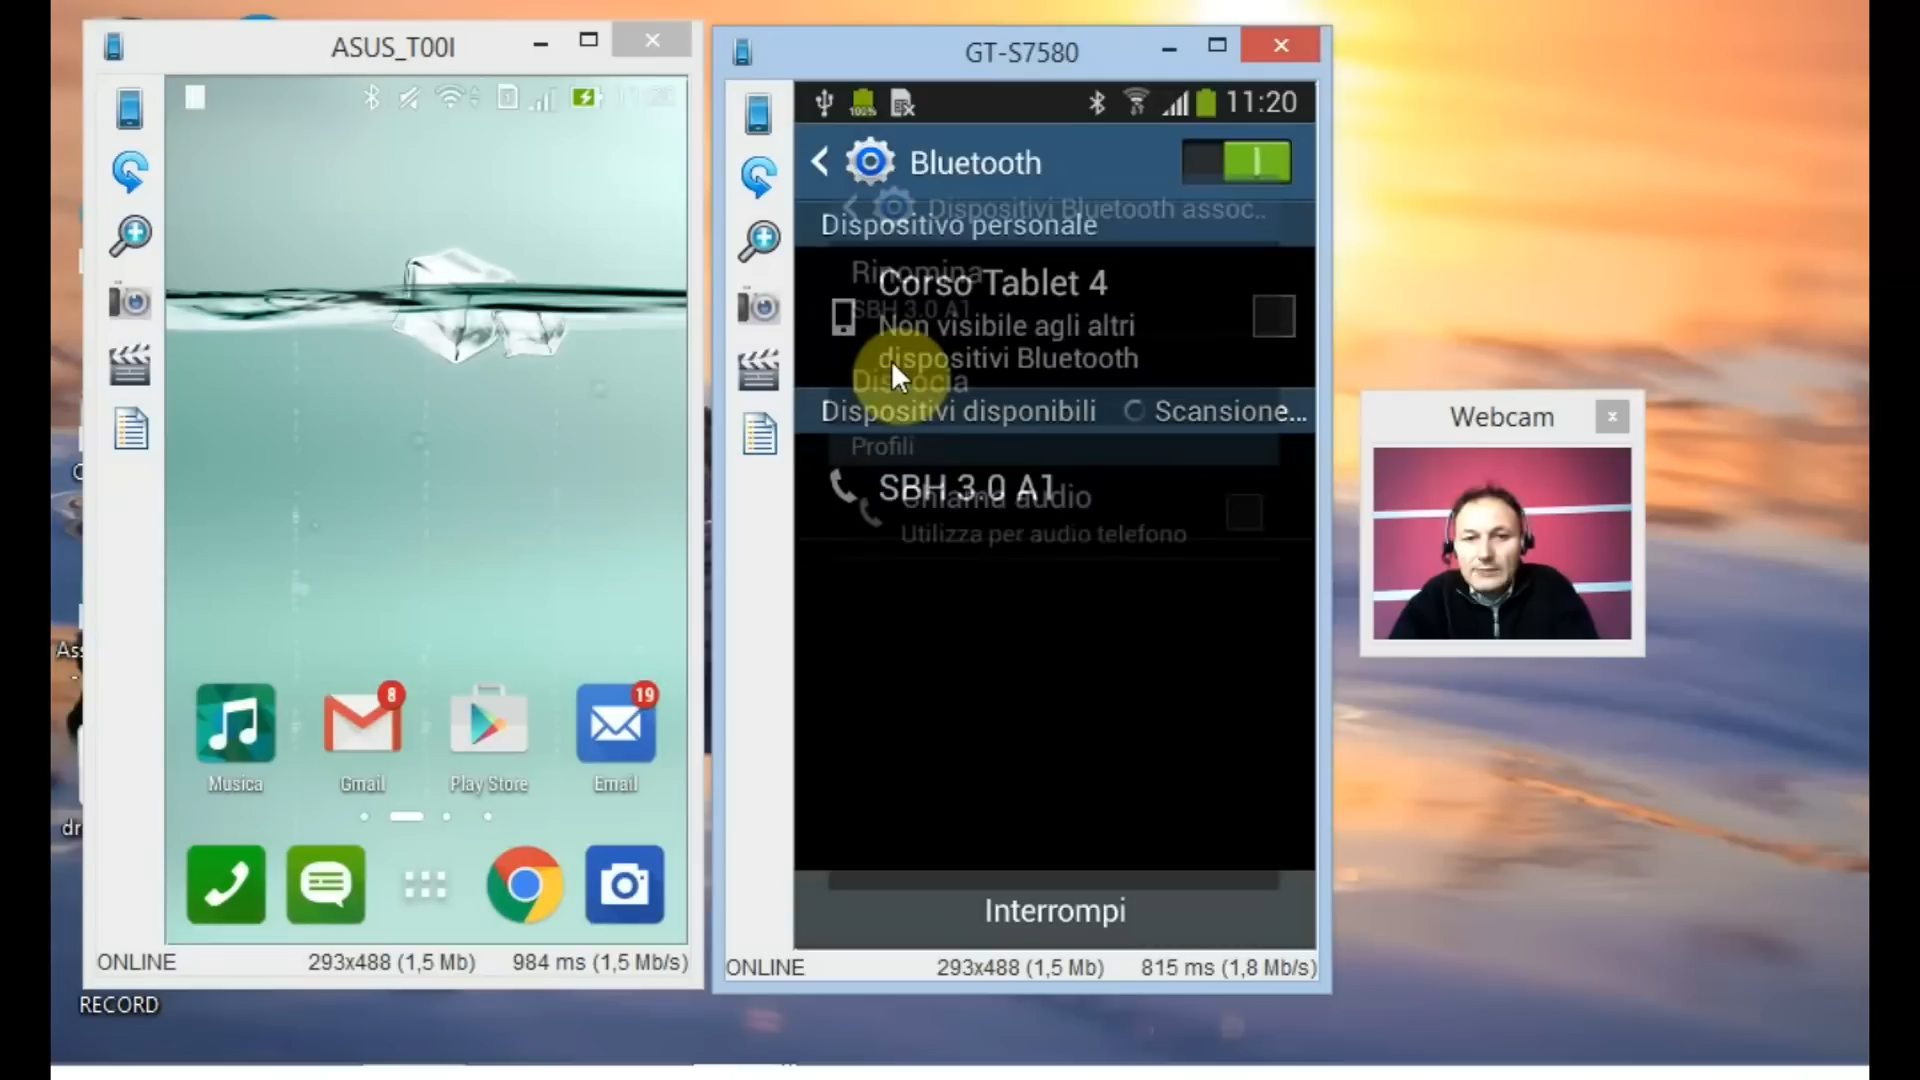 ASUS_T00I
Musica
8
Gmail
Play Store
19
Email
ONLINE
293x488 (1,5 Mb)
984 ms (1,5 Mb/s)
RECORD
GT-S7580
100%
11:20
Bluetooth
Dispositivi Bluetooth assoc..
Dispositivo personale
Rinomina
Corso Tablet 4
SBH 3.0 A1
Non visibile agli altri
dispositivi Bluetooth
Dissocia
Dispositivi disponibili
Scansione...
Profili
SBH 3.0 A1
Chiama audio
Utilizza per audio telefono
Interrompi
ONLINE
293x488 (1,5 Mb)
815 ms (1,8 Mb/s)
Webcam